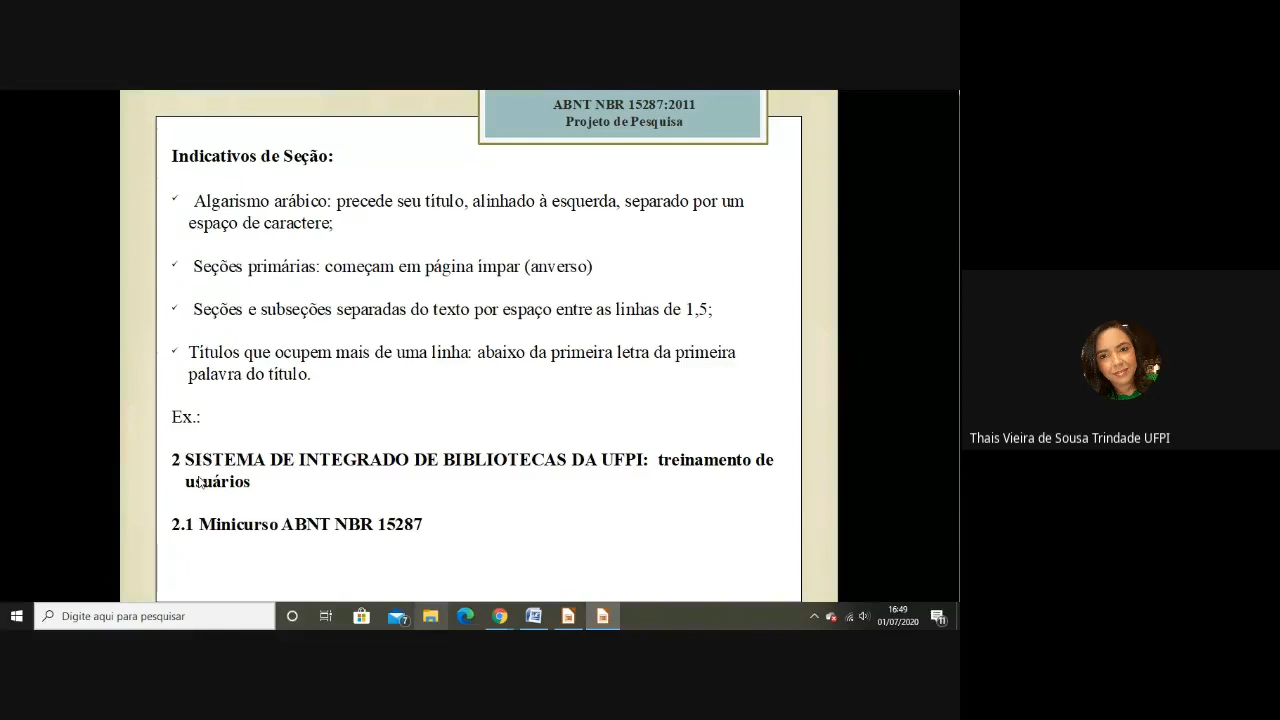 ABNT NBR 15287:2011
Projeto de Pesquisa
Indicativos de Seção:
✓ Algarismo arábico: precede seu título, alinhado à esquerda, separado por um
espaço de caractere;
✓ Seções primárias: começam em página ímpar (anverso)
✓ Seções e subseções separadas do texto por espaço entre as linhas de 1,5;
✓ Títulos que ocupem mais de uma linha: abaixo da primeira letra da primeira
palavra do título.
Ex.:
2 SISTEMA DE INTEGRADO DE BIBLIOTECAS DA UFPI: treinamento de
usuários
2.1 Minicurso ABNT NBR 15287
Thais Vieira de Sousa Trindade UFPI
Digite aqui para pesquisar
7
16:49
01/07/2020
11